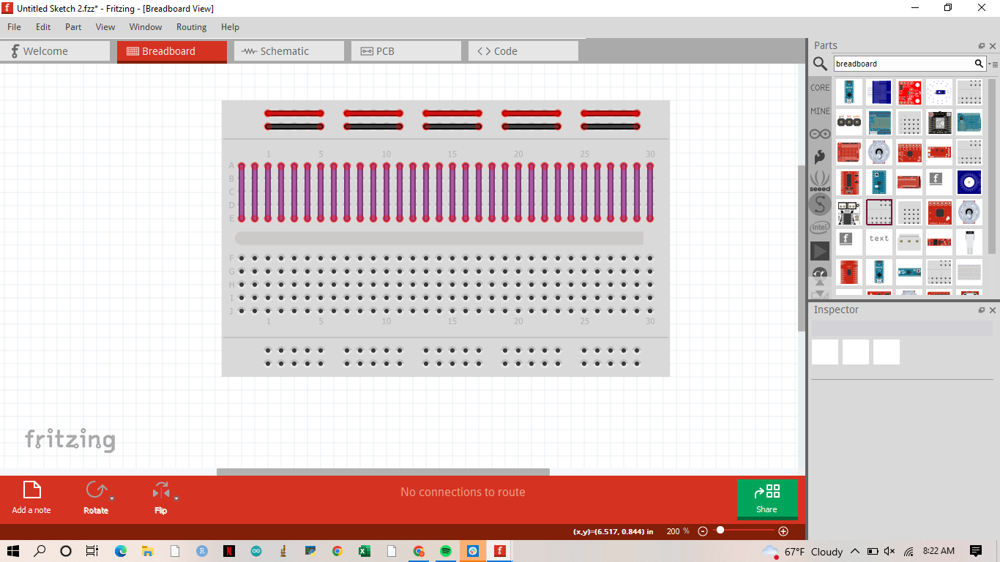 Untitled Sketch 2.fzz* - Fritzing - [Breadboard View]
File Edit Part View Window Routing Help
Welcome Breadboard Schematic PCB Code
Parts
breadboard
CORE
MINE
seeed
intel
text
1 5 10 15 20 25 30
A
B
C
D
E
F
G
H
I
J
1 5 10 15 20 25 30
Inspector
fritzing
Add a note Rotate Flip
No connections to route
Share
(x,y)=(6.517, 0.844) in 200 %
67°F Cloudy 8:22 AM